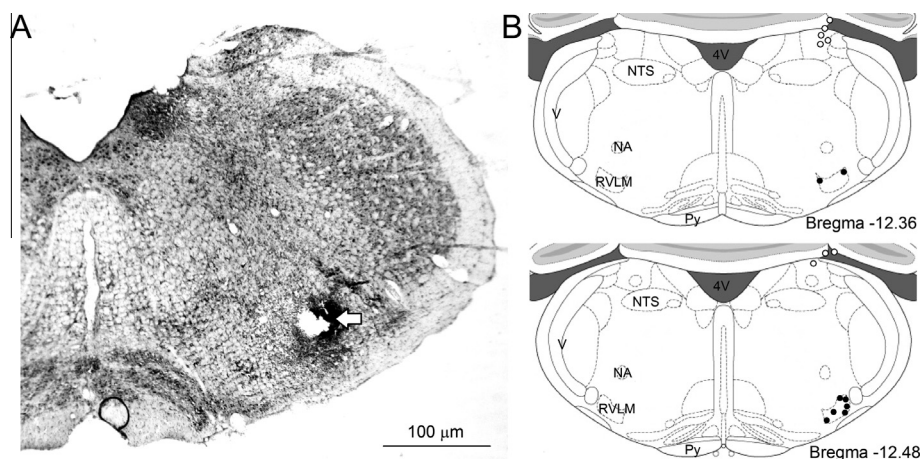 A
100 µm
B
4V
NTS
V
NA
RVLM
Py
Bregma -12.36
4V
NTS
V
NA
RVLM
Py
Bregma -12.48